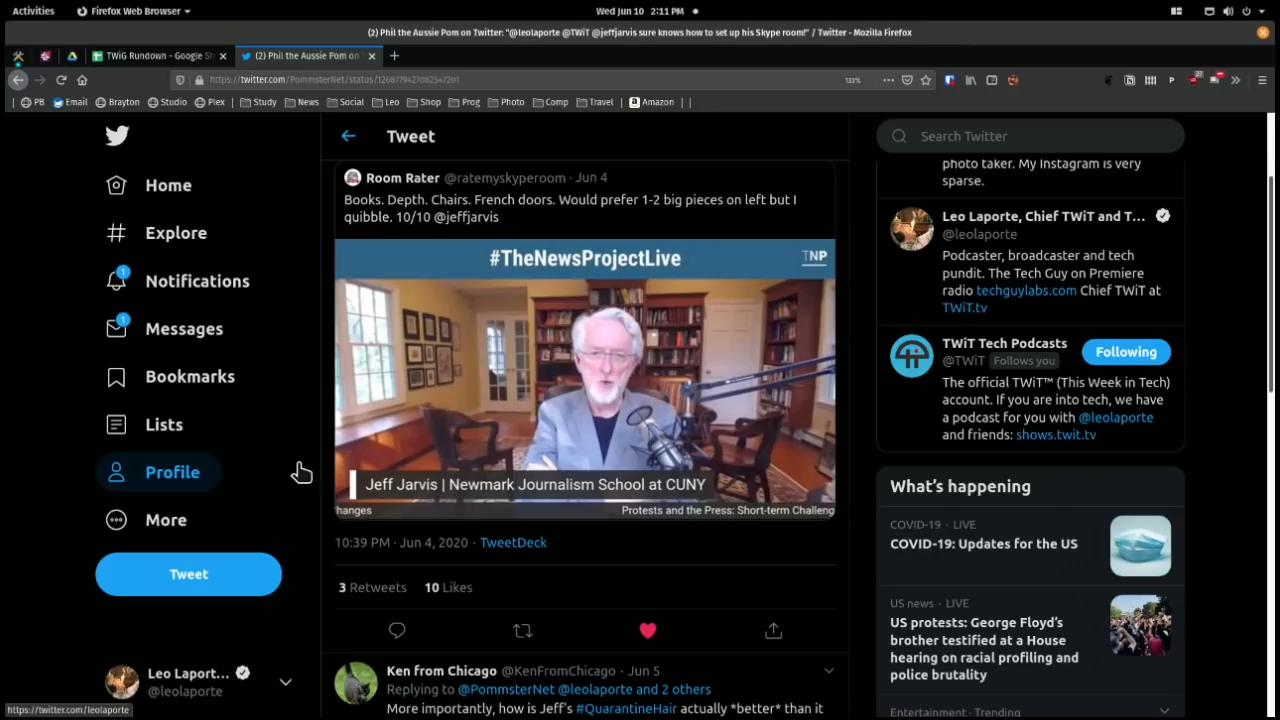 Activities
Firefox Web Browser
Wed Jun 10 2:11 PM
(2) Phil the Aussie Pom on Twitter: "@leolaporte @TWiT @jeffjarvis sure knows how to set up his Skype room!" / Twitter - Mozilla Firefox
TWiG Rundown - Google Sh
(2) Phil the Aussie Pom on
133%
PB
Email
Brayton
Studio
Plex
Study
News
Social
Leo
Shop
Prog
Photo
Comp
Travel
Amazon
Home
Explore
1
Notifications
1
Messages
Bookmarks
Lists
Profile
More
Tweet
Leo Laport...
@leolaporte
https://twitter.com/leolaporte
Tweet
Room Rater @ratemyskyperoom · Jun 4
Books. Depth. Chairs. French doors. Would prefer 1-2 big pieces on left but I
quibble. 10/10 @jeffjarvis
#TheNewsProjectLive
TNP
Jeff Jarvis | Newmark Journalism School at CUNY
hanges
Protests and the Press: Short-term Challeng
10:39 PM · Jun 4, 2020 · TweetDeck
3 Retweets 10 Likes
Ken from Chicago @KenFromChicago · Jun 5
Replying to @PommsterNet @leolaporte and 2 others
More importantly, how is Jeff's #QuarantineHair actually *better* than it
Search Twitter
photo taker. My Instagram is very
sparse.
Leo Laporte, Chief TWiT and T...
@leolaporte
Podcaster, broadcaster and tech
pundit. The Tech Guy on Premiere
radio techguylabs.com Chief TWiT at
TWiT.tv
TWiT Tech Podcasts
@TWiT Follows you
Following
The official TWiT™ (This Week in Tech)
account. If you are into tech, we have
a podcast for you with @leolaporte
and friends: shows.twit.tv
What's happening
COVID-19 · LIVE
COVID-19: Updates for the US
US news · LIVE
US protests: George Floyd's
brother testified at a House
hearing on racial profiling and
police brutality
Entertainment · Trending